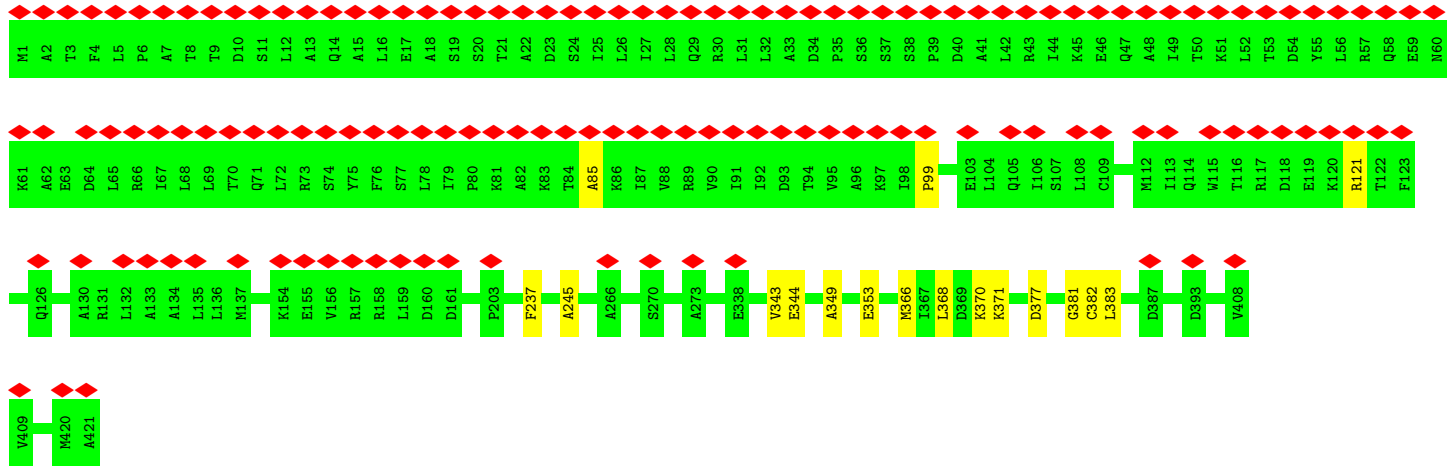 M1 A2 T3 F4 L5 P6 A7 T8 T9 D10 S11 L12 A13 Q14 A15 L16 E17 A18 S19 S20 T21 A22 D23 S24 I25 L26 I27 L28 Q29 R30 L31 L32 A33 D34 P35 S36 S37 S38 P39 D40 A41 L42 R43 I44 K45 E46 Q47 A48 I49 T50 K51 L52 T53 D54 Y55 L56 R57 Q58 E59 N60
K61 A62 E63 D64 L65 R66 I67 L68 L69 T70 Q71 L72 R73 S74 Y75 F76 S77 L78 I79 P80 K81 A82 K83 T84 A85 K86 I87 V88 R89 V90 I91 I92 D93 T94 V95 A96 K97 I98 P99 E103 L104 Q105 I106 S107 L108 C109 M112 I113 Q114 W115 T116 R117 D118 E119 K120 R121 T122 F123
Q126 A130 R131 L132 A133 A134 L135 L136 M137 K154 E155 V156 R157 R158 L159 D160 D161 P203 F237 A245 A266 S270 A273 E338 V343 E344 A349 E353 M366 I367 L368 D369 K370 K371 D377 G381 C382 L383 D387 D393 V408
V409 M420 A421